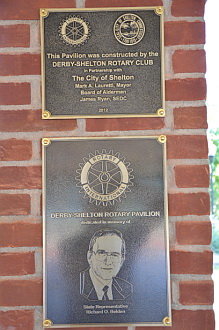 This Pavilion was constructed by the
DERBY-SHELTON ROTARY CLUB
in Partnership with
The City of Shelton
Mark A. Lauretti, Mayor
Board of Aldermen
James Ryan, SEDC
2013
ROTARY
INTERNATIONAL
DERBY-SHELTON ROTARY PAVILION
dedicated in memory of
State Representative
Richard O. Belden